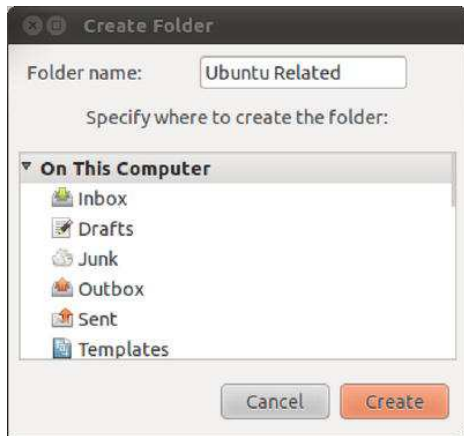 Create Folder
Folder name: Ubuntu Related
Specify where to create the folder:
On This Computer
Inbox
Drafts
Junk
Outbox
Sent
Templates
Cancel Create